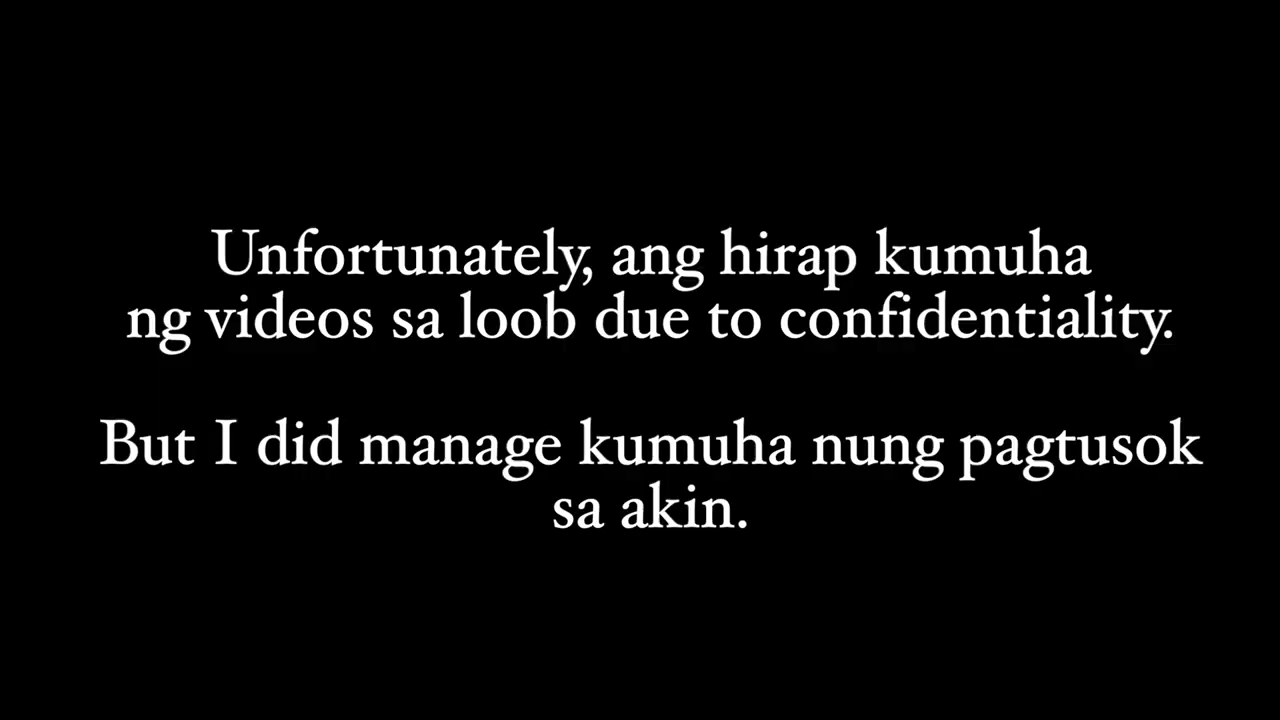 Unfortunately, ang hirap kumuha
ng videos sa loob due to confidentiality.
But I did manage kumuha nung pagtusok
sa akin.